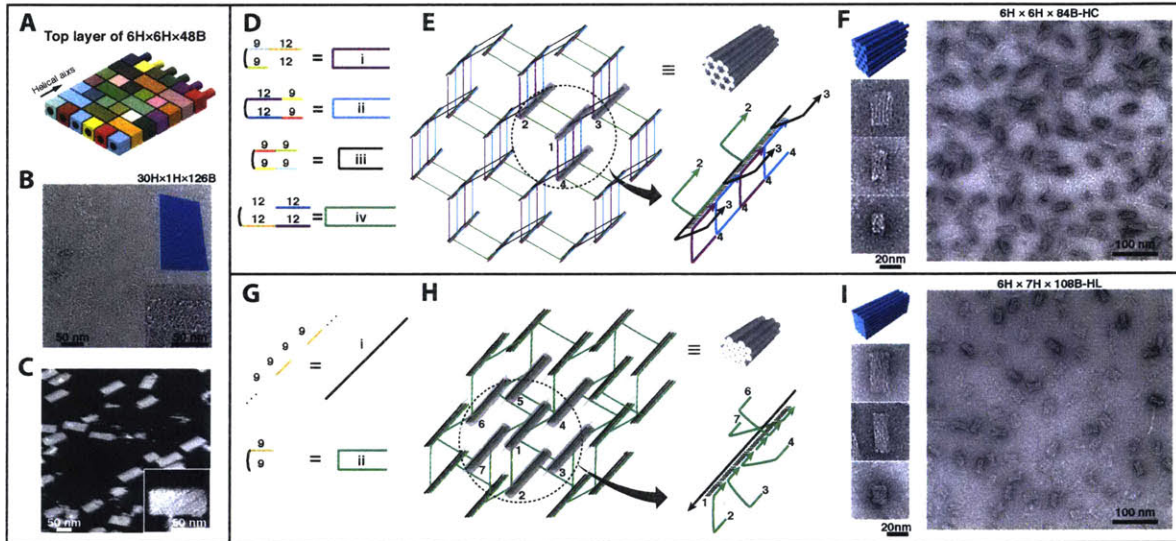 A
Top layer of 6H×6H×48B
Helical aixs
B
30H×1H×126B
50 nm
C
50 nm
50 nm
D
9 12
9 12
=
i
12 9
12 9
=
ii
9 9
9 9
=
iii
12 12
12 12
=
iv
E
2
3
1
4
≡
3
2
3
2
4
3
4
4
F
6H × 6H × 84B-HC
20nm
100 nm
G
9
9
9
=
i
9
9
=
ii
H
5
6
4
1
7
3
2
≡
6
7
4
1
3
2
I
6H × 7H × 108B-HL
20nm
100 nm